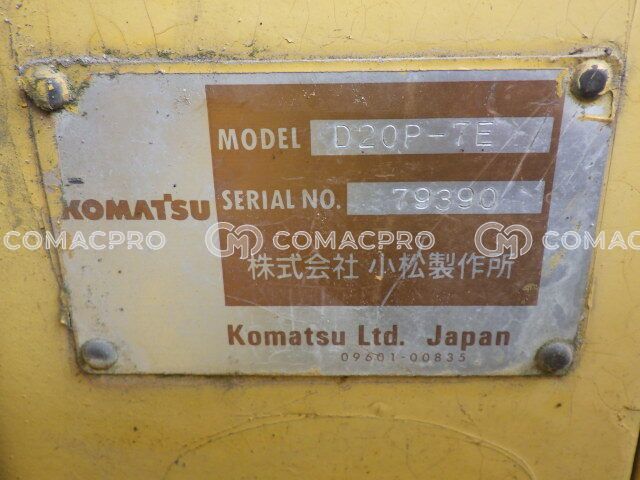 MODEL D20P-7E
SERIAL NO. 79390
KOMATSU
COMACPRO COMACPRO COMACPRO
株式会社 小松製作所
Komatsu Ltd. Japan
09601-00835